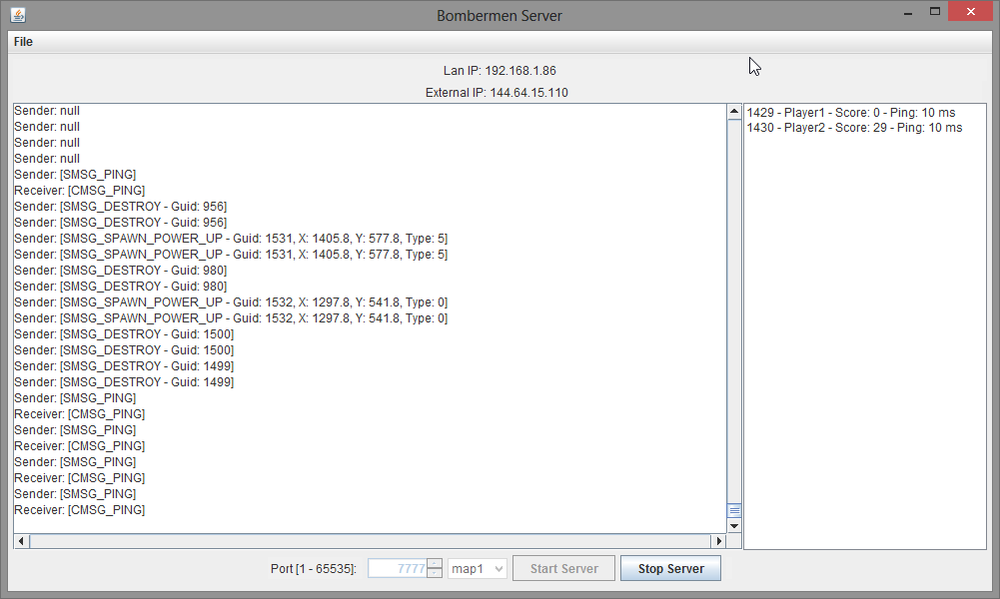 Bombermen Server
File
Lan IP: 192.168.1.86
External IP: 144.64.15.110
Sender: null
Sender: null
Sender: null
Sender: null
Sender: [SMSG_PING]
Receiver: [CMSG_PING]
Sender: [SMSG_DESTROY - Guid: 956]
Sender: [SMSG_DESTROY - Guid: 956]
Sender: [SMSG_SPAWN_POWER_UP - Guid: 1531, X: 1405.8, Y: 577.8, Type: 5]
Sender: [SMSG_SPAWN_POWER_UP - Guid: 1531, X: 1405.8, Y: 577.8, Type: 5]
Sender: [SMSG_DESTROY - Guid: 980]
Sender: [SMSG_DESTROY - Guid: 980]
Sender: [SMSG_SPAWN_POWER_UP - Guid: 1532, X: 1297.8, Y: 541.8, Type: 0]
Sender: [SMSG_SPAWN_POWER_UP - Guid: 1532, X: 1297.8, Y: 541.8, Type: 0]
Sender: [SMSG_DESTROY - Guid: 1500]
Sender: [SMSG_DESTROY - Guid: 1500]
Sender: [SMSG_DESTROY - Guid: 1499]
Sender: [SMSG_DESTROY - Guid: 1499]
Sender: [SMSG_PING]
Receiver: [CMSG_PING]
Sender: [SMSG_PING]
Receiver: [CMSG_PING]
Sender: [SMSG_PING]
Receiver: [CMSG_PING]
Sender: [SMSG_PING]
Receiver: [CMSG_PING]
1429 - Player1 - Score: 0 - Ping: 10 ms
1430 - Player2 - Score: 29 - Ping: 10 ms
Port [1 - 65535]: 7777 map1 Start Server Stop Server